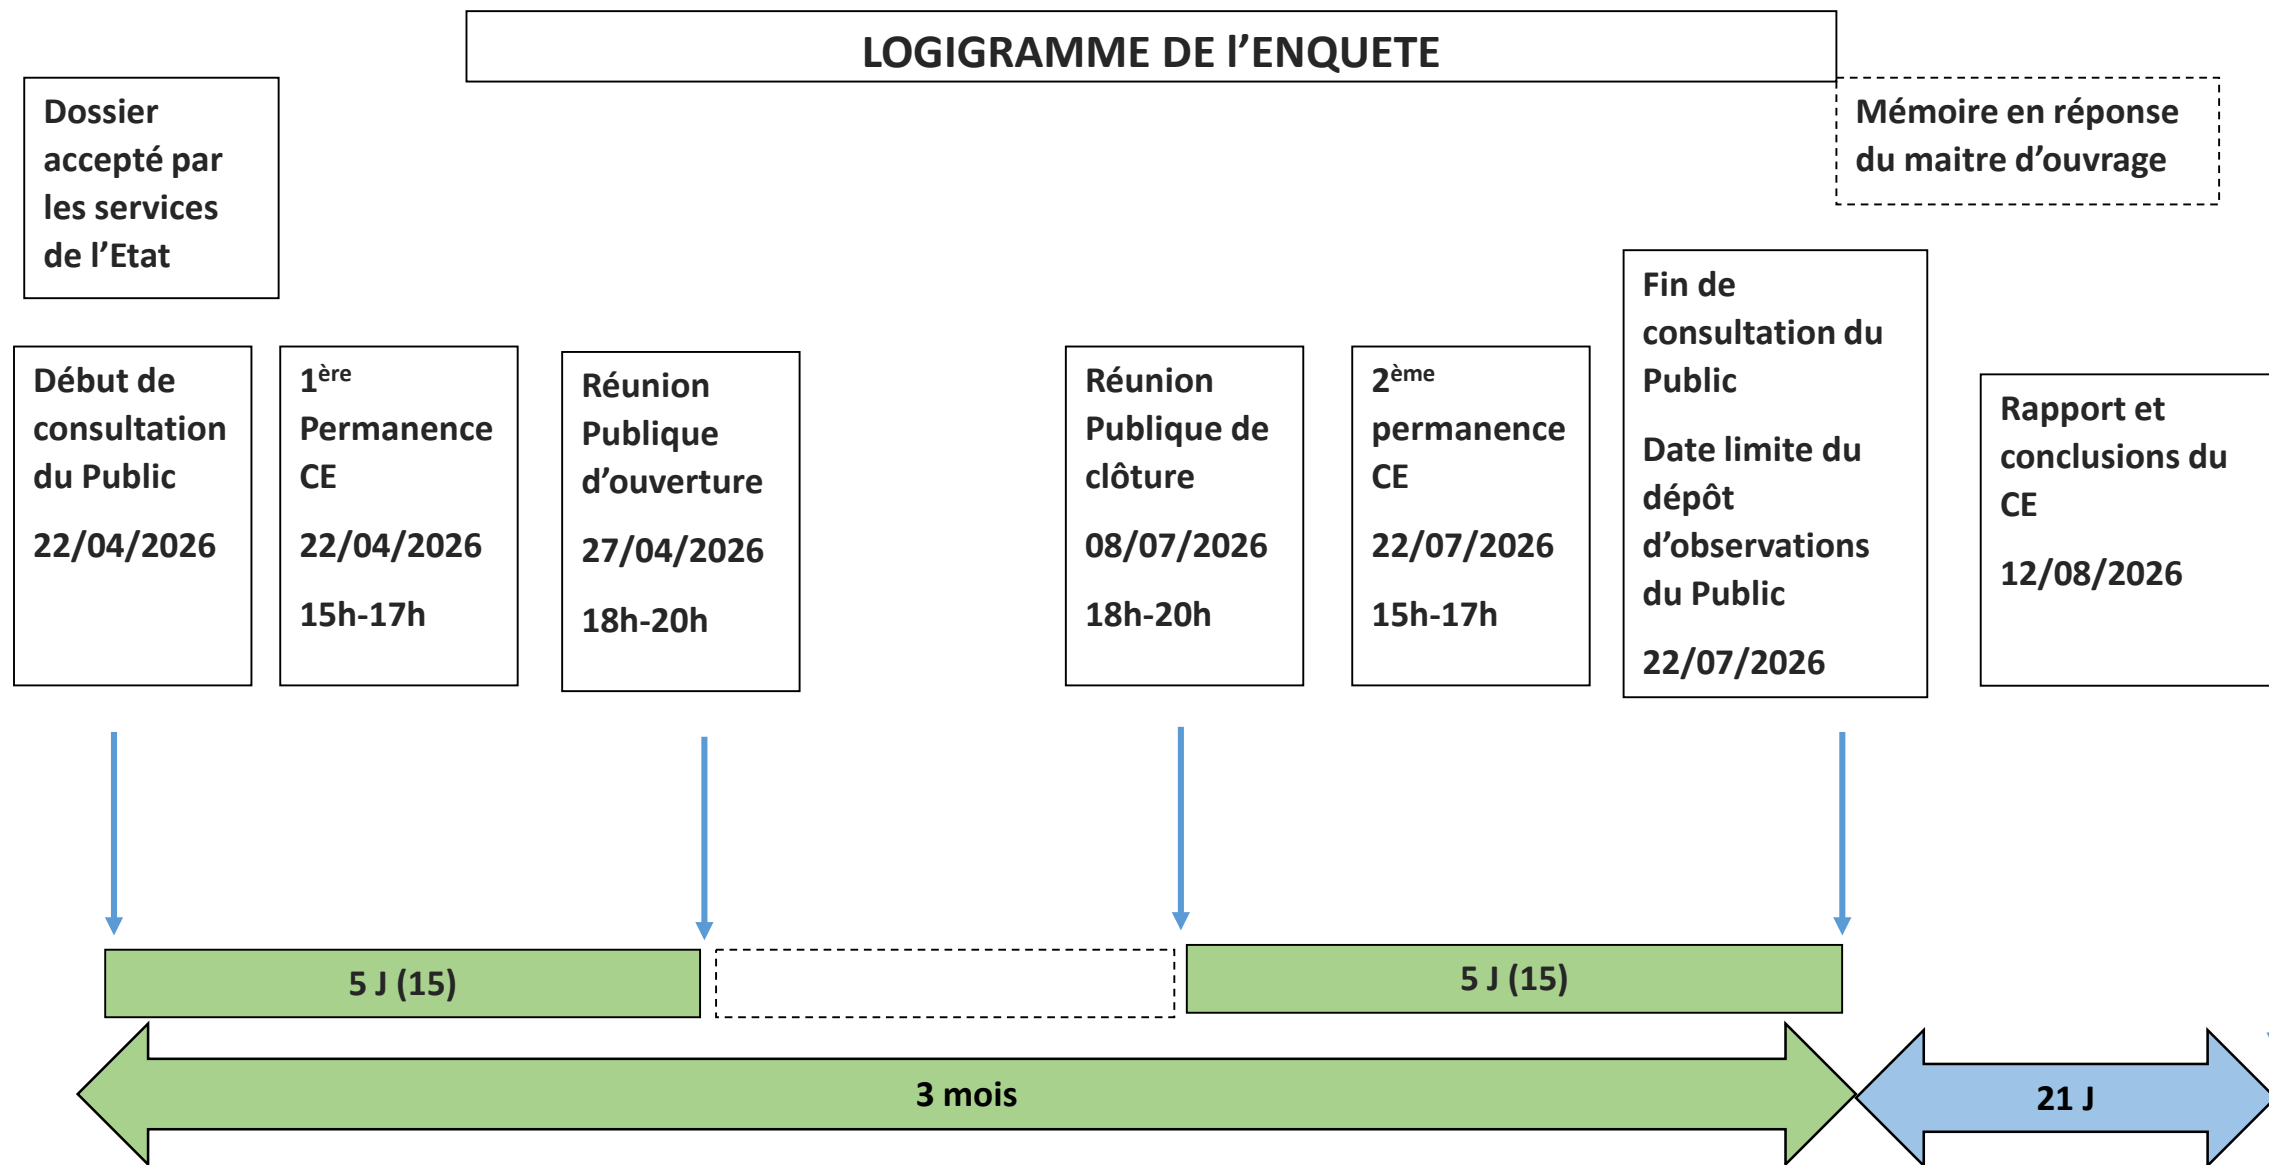 LOGIGRAMME DE l’ENQUETE
Dossier
accepté par
les services
de l’Etat
Mémoire en réponse
du maitre d’ouvrage
Début de
consultation
du Public
22/04/2026
1ère
Permanence
CE
22/04/2026
15h-17h
Réunion
Publique
d’ouverture
27/04/2026
18h-20h
Réunion
Publique de
clôture
08/07/2026
18h-20h
2ème
permanence
CE
22/07/2026
15h-17h
Fin de
consultation du
Public
Date limite du
dépôt
d’observations
du Public
22/07/2026
Rapport et
conclusions du
CE
12/08/2026
5 J (15)
5 J (15)
3 mois
21 J